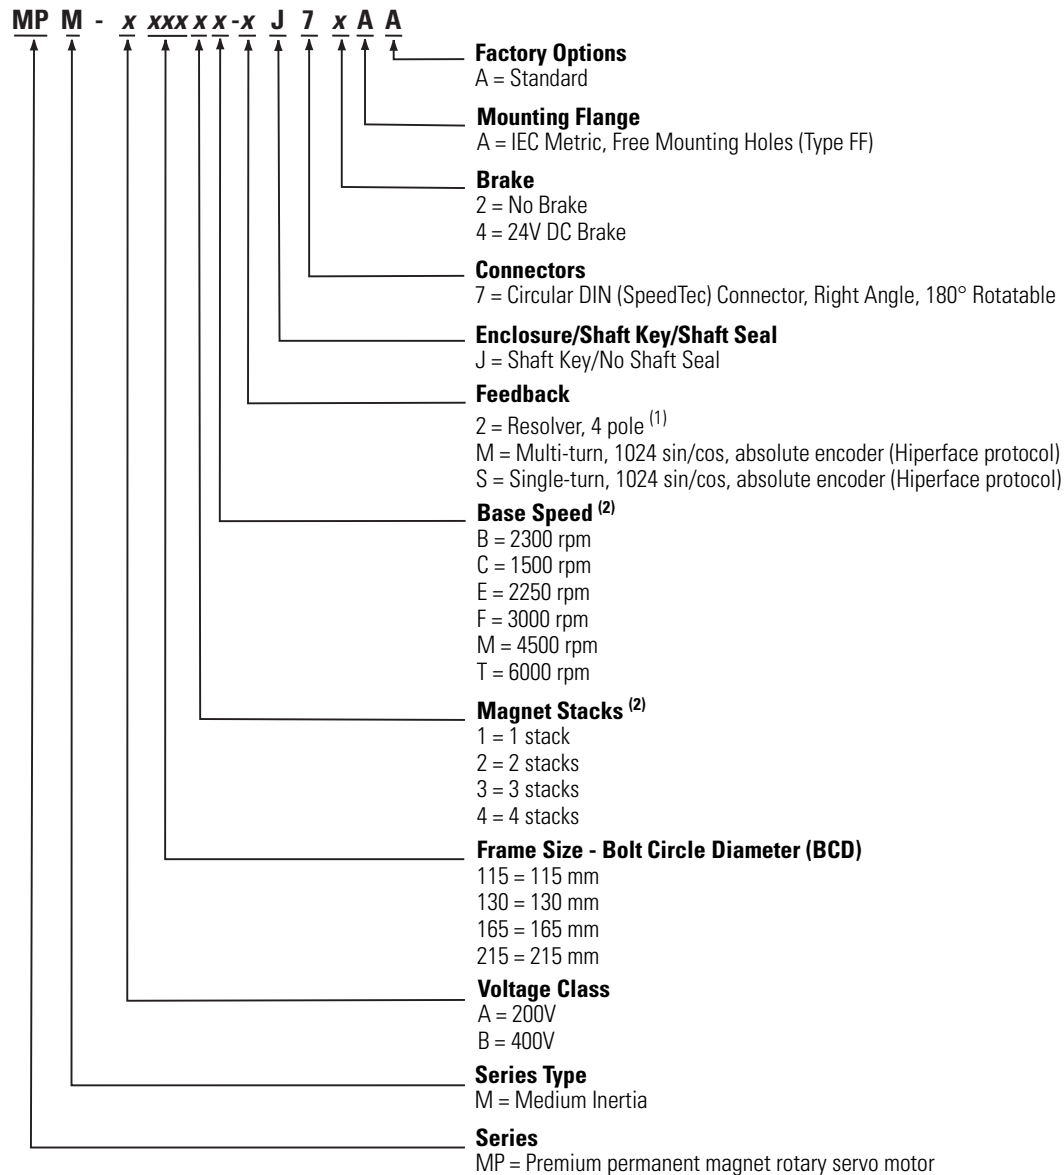 MP M - x xxx x x - x J 7 x A A
Factory Options
A = Standard
Mounting Flange
A = IEC Metric, Free Mounting Holes (Type FF)
Brake
2 = No Brake
4 = 24V DC Brake
Connectors
7 = Circular DIN (SpeedTec) Connector, Right Angle, 180° Rotatable
Enclosure/Shaft Key/Shaft Seal
J = Shaft Key/No Shaft Seal
Feedback
2 = Resolver, 4 pole (1)
M = Multi-turn, 1024 sin/cos, absolute encoder (Hiperface protocol)
S = Single-turn, 1024 sin/cos, absolute encoder (Hiperface protocol)
Base Speed (2)
B = 2300 rpm
C = 1500 rpm
E = 2250 rpm
F = 3000 rpm
M = 4500 rpm
T = 6000 rpm
Magnet Stacks (2)
1 = 1 stack
2 = 2 stacks
3 = 3 stacks
4 = 4 stacks
Frame Size - Bolt Circle Diameter (BCD)
115 = 115 mm
130 = 130 mm
165 = 165 mm
215 = 215 mm
Voltage Class
A = 200V
B = 400V
Series Type
M = Medium Inertia
Series
MP = Premium permanent magnet rotary servo motor